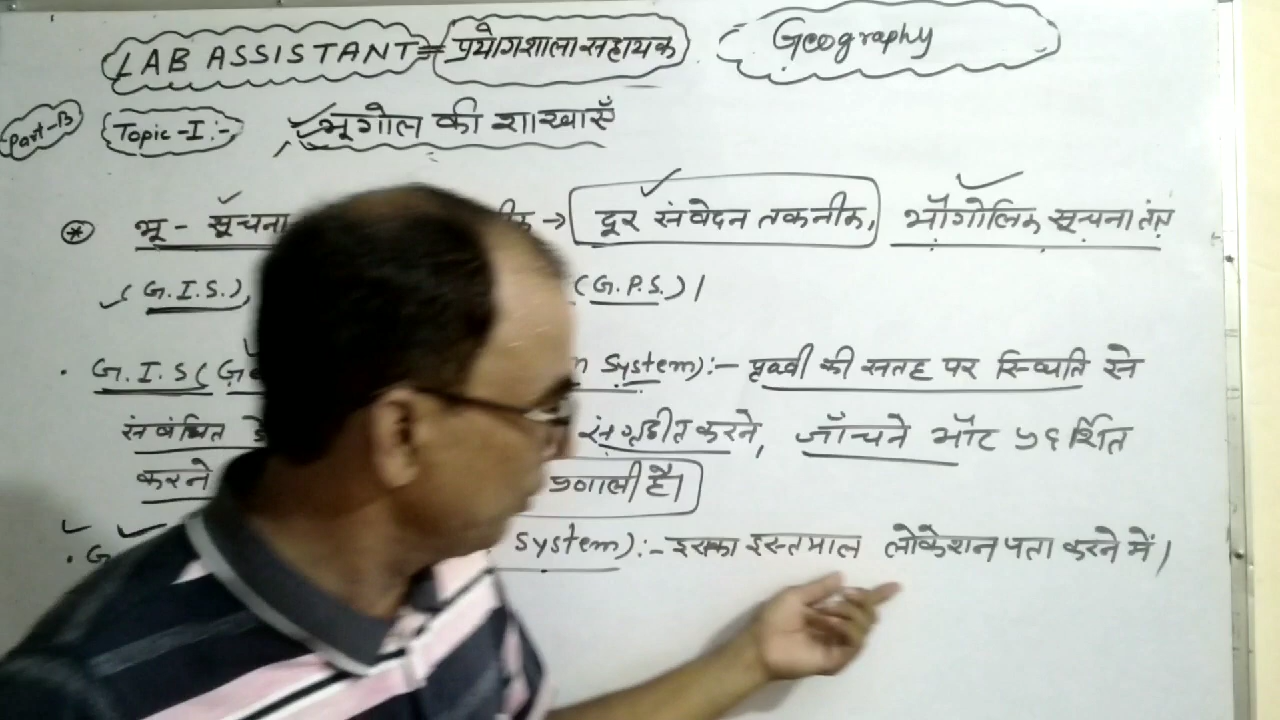 LAB ASSISTANT = प्रयोगशाला सहायक Geography
Part-B Topic-I:- भूगोल की शाखाएँ
* भू - सूचना → दूर संवेदन तकनीक, भौगोलिक सूचना तंत्र
(G.I.S.), (G.P.S.)।
. G.I.S( System):- पृथ्वी की सतह पर स्थिति से
संबंधित संगृहीत करने, जाँचने और प्रदर्शित
करने प्रणाली है।
. G System):- इसका इस्तमाल लोकेशन पता करने में।